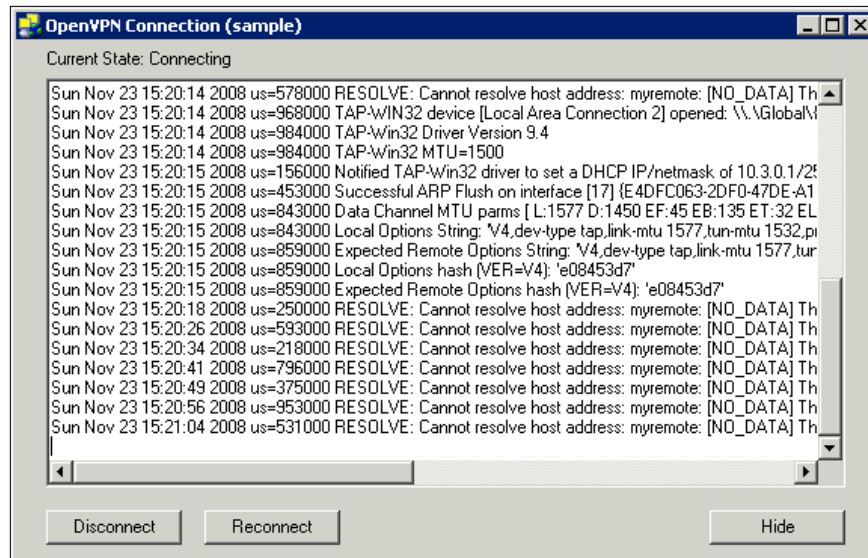 OpenVPN Connection (sample)
Current State: Connecting
Sun Nov 23 15:20:14 2008 us=578000 RESOLVE: Cannot resolve host address: myremote: [NO_DATA] Th
Sun Nov 23 15:20:14 2008 us=968000 TAP-WIN32 device [Local Area Connection 2] opened: \\.\Global\{
Sun Nov 23 15:20:14 2008 us=984000 TAP-Win32 Driver Version 9.4
Sun Nov 23 15:20:14 2008 us=984000 TAP-Win32 MTU=1500
Sun Nov 23 15:20:15 2008 us=156000 Notified TAP-Win32 driver to set a DHCP IP/netmask of 10.3.0.1/25
Sun Nov 23 15:20:15 2008 us=453000 Successful ARP Flush on interface [17] {E4DFC063-2DF0-47DE-A1
Sun Nov 23 15:20:15 2008 us=843000 Data Channel MTU parms [ L:1577 D:1450 EF:45 EB:135 ET:32 EL
Sun Nov 23 15:20:15 2008 us=843000 Local Options String: 'V4,dev-type tap,link-mtu 1577,tun-mtu 1532,pr
Sun Nov 23 15:20:15 2008 us=859000 Expected Remote Options String: 'V4,dev-type tap,link-mtu 1577,tun
Sun Nov 23 15:20:15 2008 us=859000 Local Options hash (VER=V4): 'e08453d7'
Sun Nov 23 15:20:15 2008 us=859000 Expected Remote Options hash (VER=V4): 'e08453d7'
Sun Nov 23 15:20:18 2008 us=250000 RESOLVE: Cannot resolve host address: myremote: [NO_DATA] Th
Sun Nov 23 15:20:26 2008 us=593000 RESOLVE: Cannot resolve host address: myremote: [NO_DATA] Th
Sun Nov 23 15:20:34 2008 us=218000 RESOLVE: Cannot resolve host address: myremote: [NO_DATA] Th
Sun Nov 23 15:20:41 2008 us=796000 RESOLVE: Cannot resolve host address: myremote: [NO_DATA] Th
Sun Nov 23 15:20:49 2008 us=375000 RESOLVE: Cannot resolve host address: myremote: [NO_DATA] Th
Sun Nov 23 15:20:56 2008 us=953000 RESOLVE: Cannot resolve host address: myremote: [NO_DATA] Th
Sun Nov 23 15:21:04 2008 us=531000 RESOLVE: Cannot resolve host address: myremote: [NO_DATA] Th
Disconnect Reconnect Hide